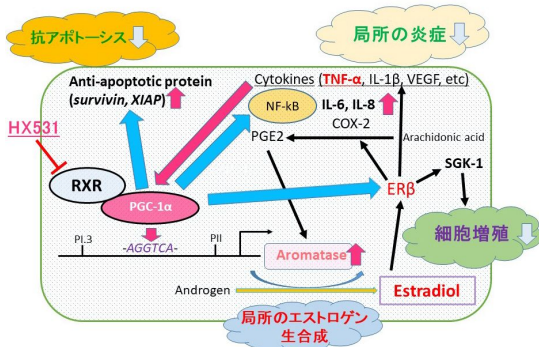 抗アポトーシス
局所の炎症
Anti-apoptotic protein
(survivin, XIAP)
Cytokines (TNF-α, IL-1β, VEGF, etc)
NF-kB
IL-6, IL-8
COX-2
PGE2
Arachidonic acid
HX531
RXR
PGC-1α
ERβ
SGK-1
細胞増殖
PI.3
-AGGTCA-
PII
Aromatase
Androgen
Estradiol
局所のエストロゲン
生合成